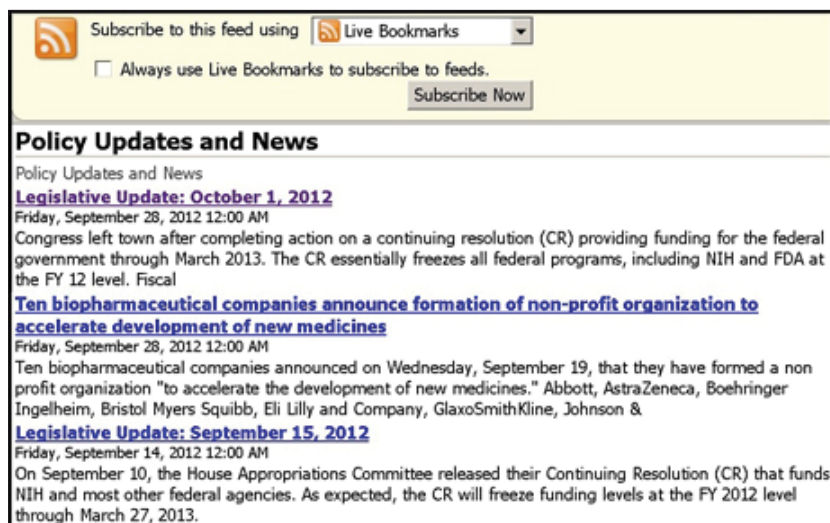 Subscribe to this feed using Live Bookmarks
Always use Live Bookmarks to subscribe to feeds.
Subscribe Now
Policy Updates and News
Policy Updates and News
Legislative Update: October 1, 2012
Friday, September 28, 2012 12:00 AM
Congress left town after completing action on a continuing resolution (CR) providing funding for the federal
government through March 2013. The CR essentially freezes all federal programs, including NIH and FDA at
the FY 12 level. Fiscal
Ten biopharmaceutical companies announce formation of non-profit organization to
accelerate development of new medicines
Friday, September 28, 2012 12:00 AM
Ten biopharmaceutical companies announced on Wednesday, September 19, that they have formed a non
profit organization "to accelerate the development of new medicines." Abbott, AstraZeneca, Boehringer
Ingelheim, Bristol Myers Squibb, Eli Lilly and Company, GlaxoSmithKline, Johnson &
Legislative Update: September 15, 2012
Friday, September 14, 2012 12:00 AM
On September 10, the House Appropriations Committee released their Continuing Resolution (CR) that funds
NIH and most other federal agencies. As expected, the CR will freeze funding levels at the FY 2012 level
through March 27, 2013.